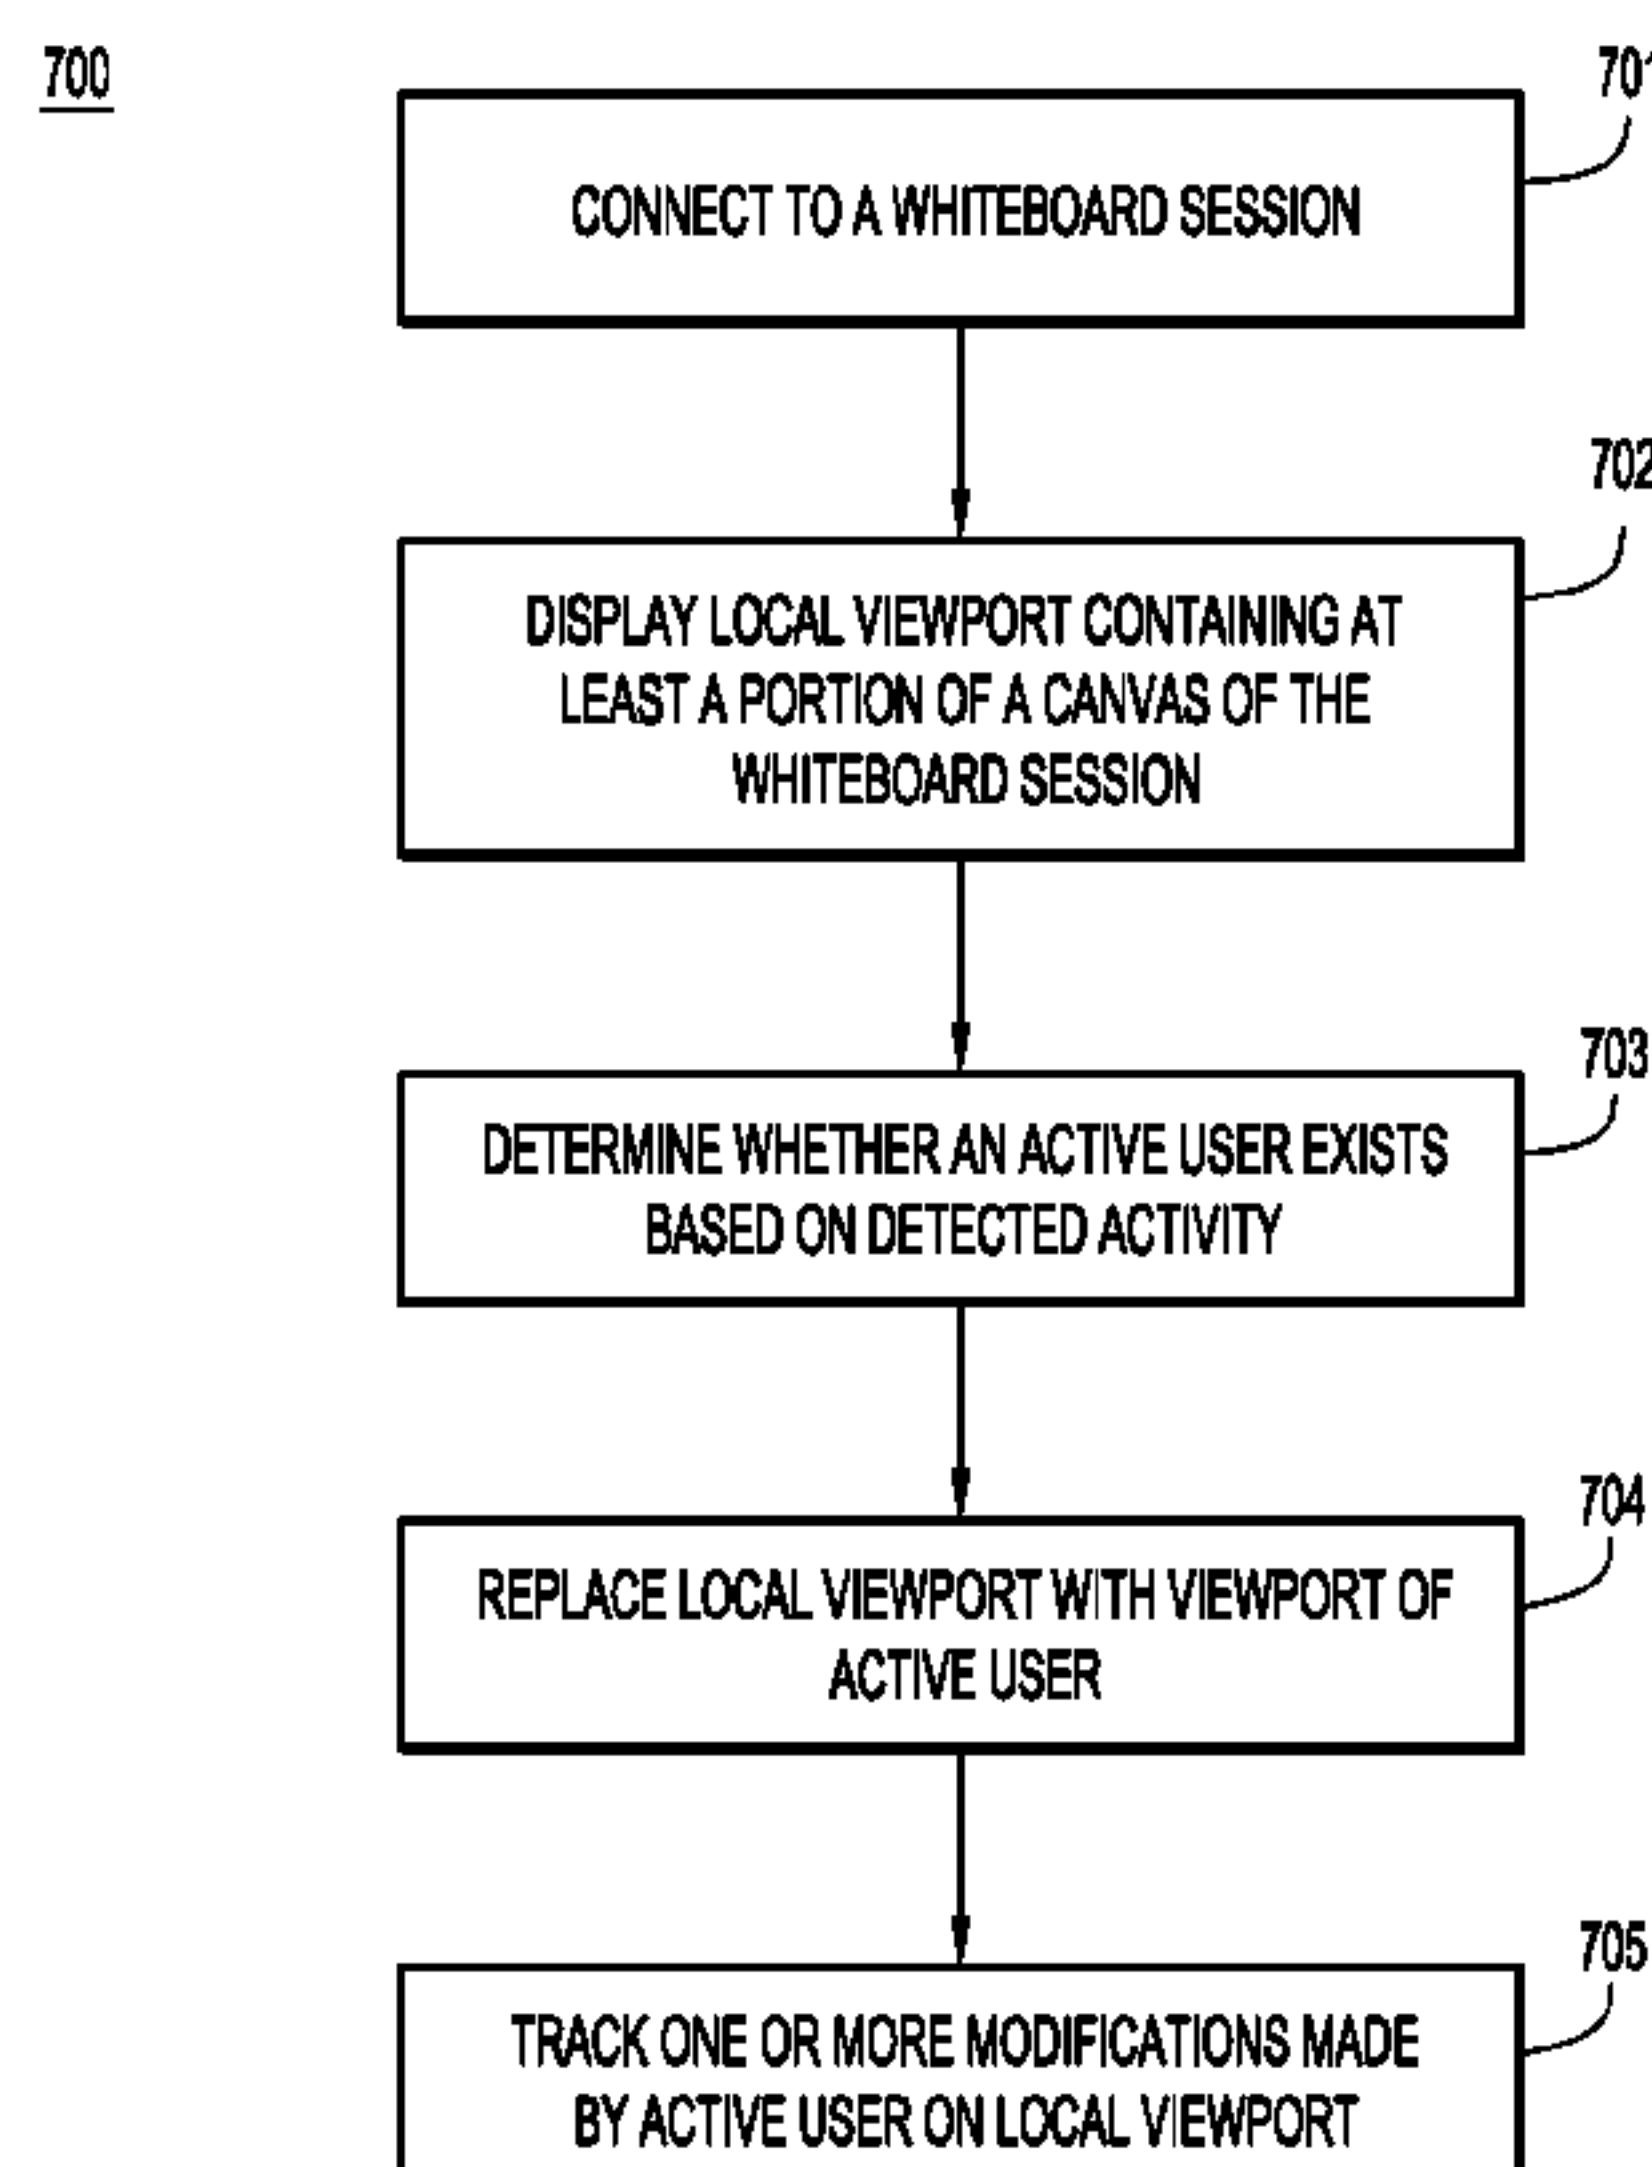 700
701
CONNECT TO A WHITEBOARD SESSION
702
DISPLAY LOCAL VIEWPORT CONTAINING AT
LEAST A PORTION OF A CANVAS OF THE
WHITEBOARD SESSION
703
DETERMINE WHETHER AN ACTIVE USER EXISTS
BASED ON DETECTED ACTIVITY
704
REPLACE LOCAL VIEWPORT WITH VIEWPORT OF
ACTIVE USER
705
TRACK ONE OR MORE MODIFICATIONS MADE
BY ACTIVE USER ON LOCAL VIEWPORT